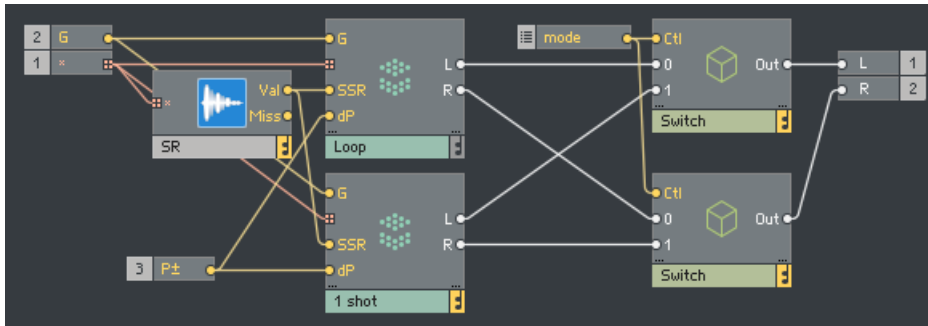 2 G
1 ×
SR
Val
Miss
×
3 P±
G
SSR
dP
L
R
...
...
Loop
G
SSR
dP
L
R
...
...
1 shot
mode
Ctl
0
1
Out
...
...
Switch
Ctl
0
1
Out
...
...
Switch
L 1
R 2